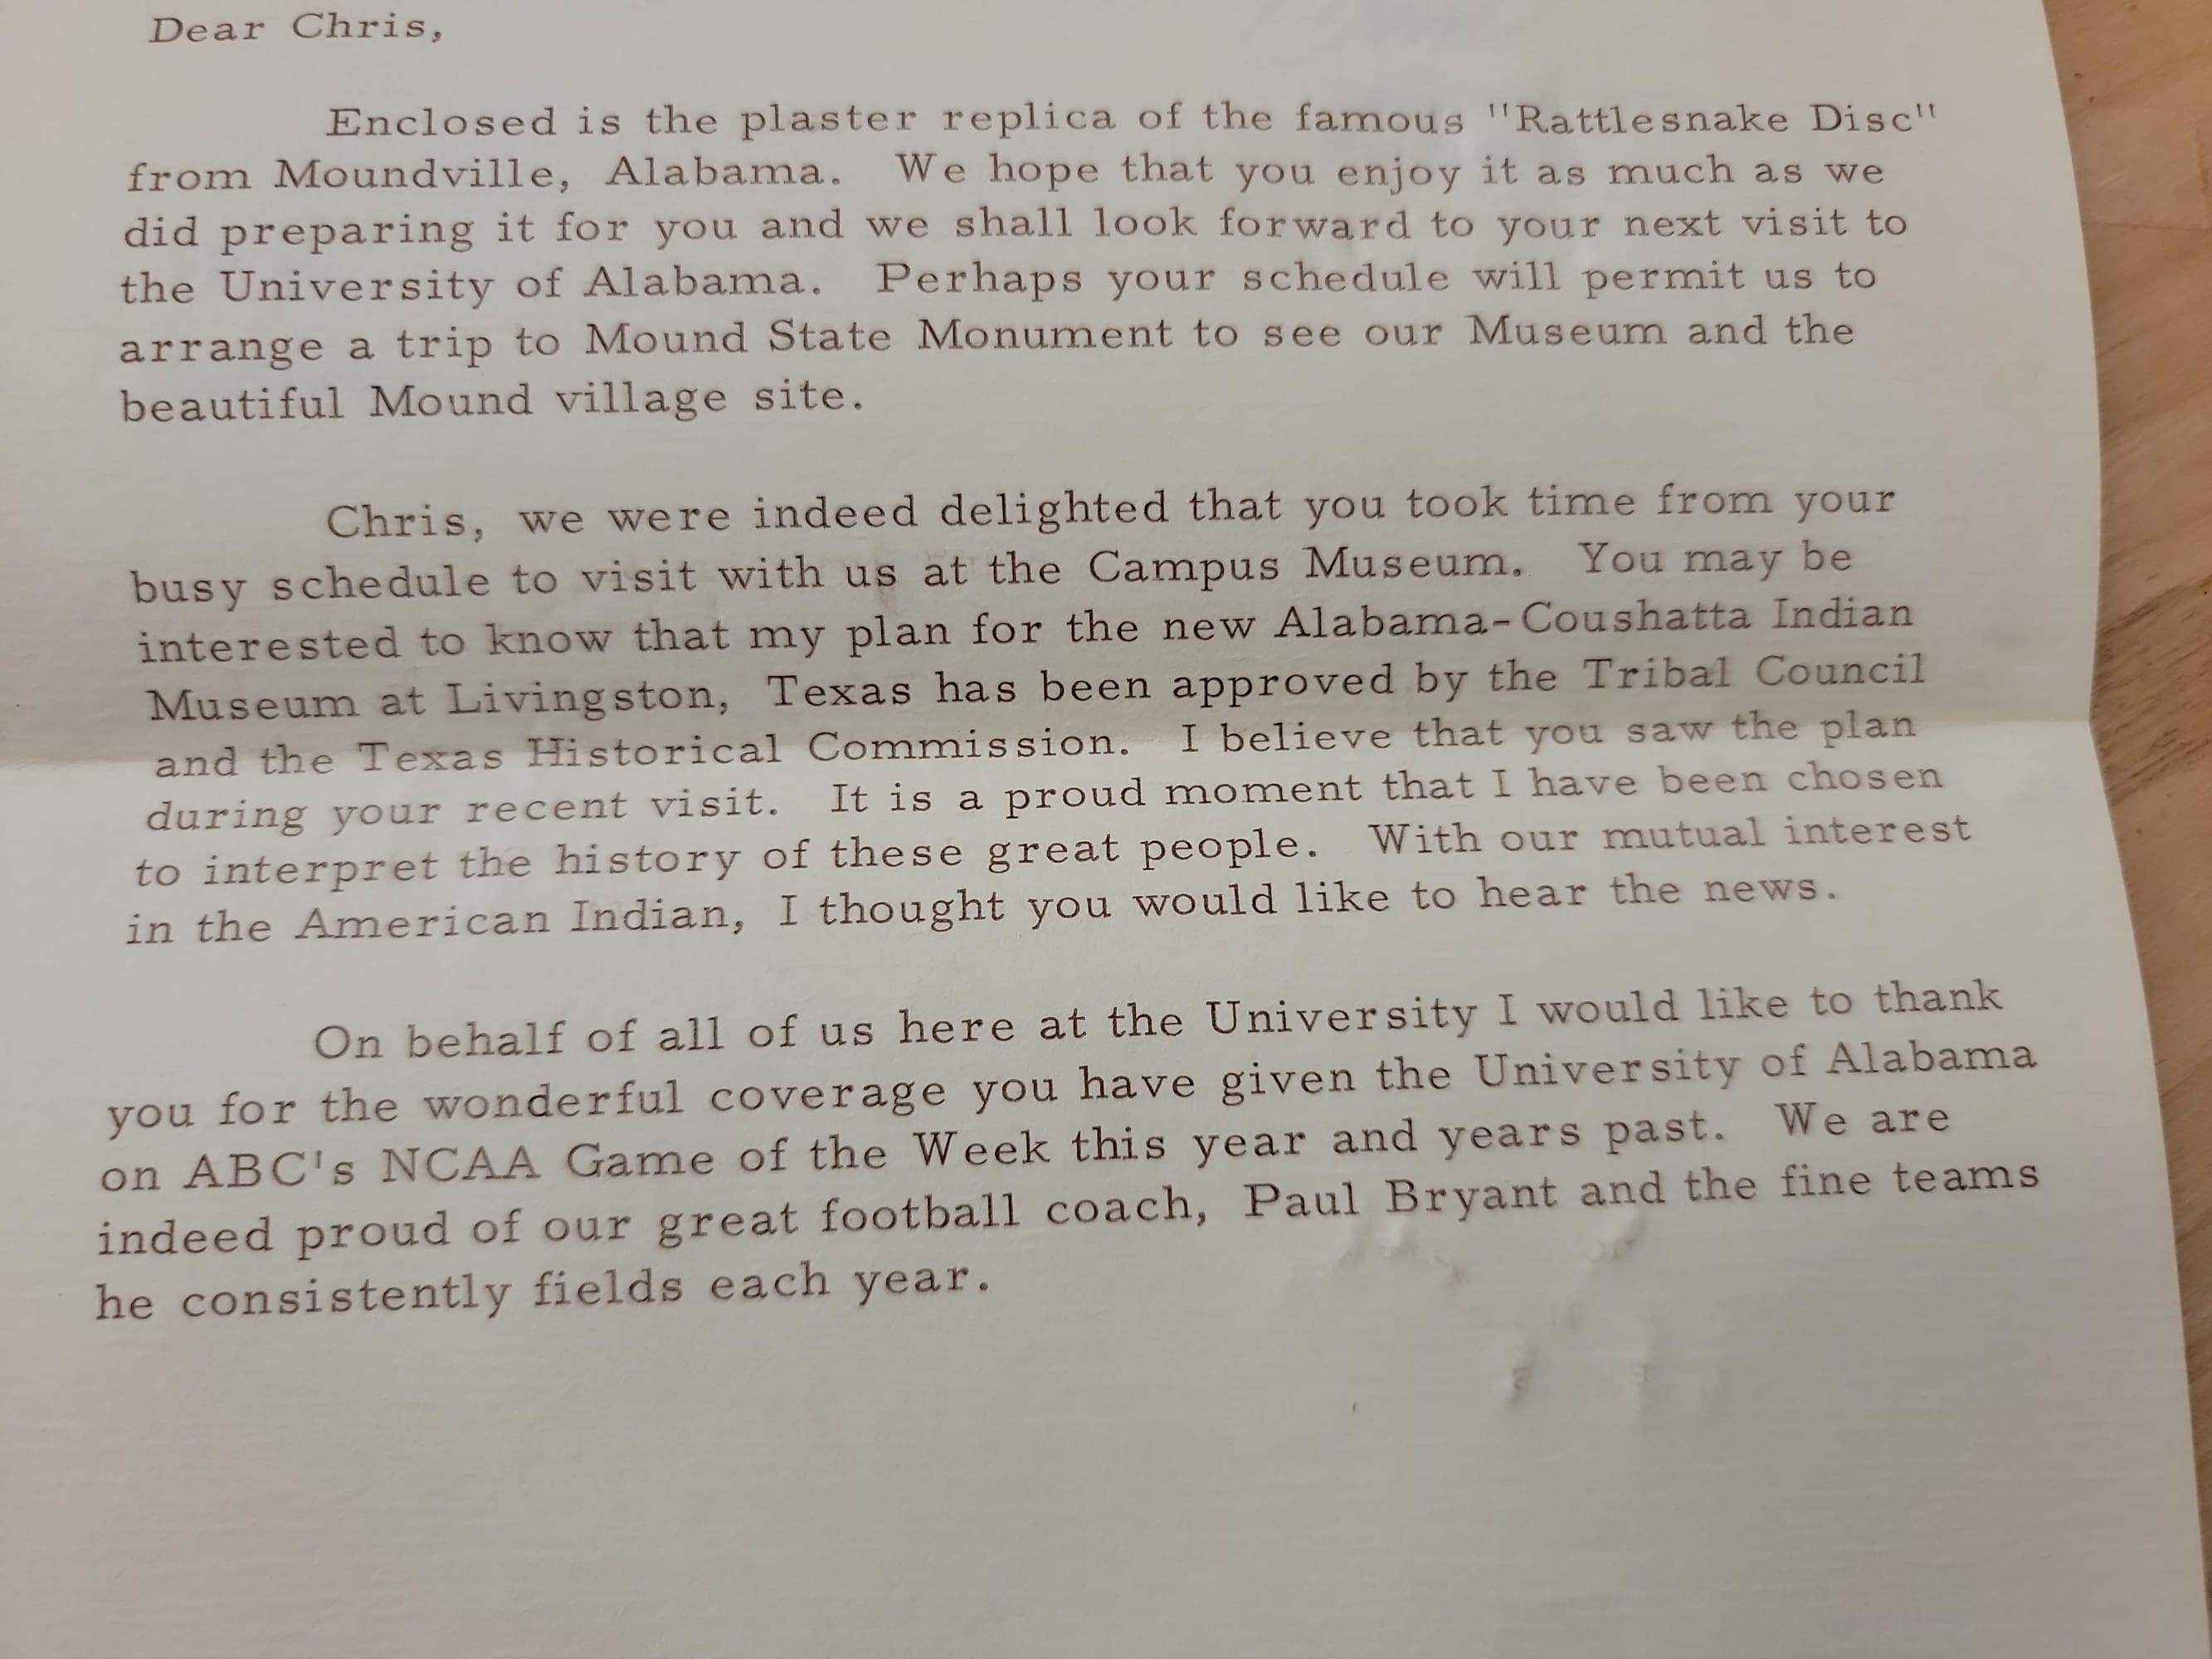 Dear Chris,
Enclosed is the plaster replica of the famous "Rattlesnake Disc"
from Moundville, Alabama. We hope that you enjoy it as much as we
did preparing it for you and we shall look forward to your next visit to
the University of Alabama. Perhaps your schedule will permit us to
arrange a trip to Mound State Monument to see our Museum and the
beautiful Mound village site.
Chris, we were indeed delighted that you took time from your
busy schedule to visit with us at the Campus Museum. You may be
interested to know that my plan for the new Alabama-Coushatta Indian
Museum at Livingston, Texas has been approved by the Tribal Council
and the Texas Historical Commission. I believe that you saw the plan
during your recent visit. It is a proud moment that I have been chosen
to interpret the history of these great people. With our mutual interest
in the American Indian, I thought you would like to hear the news.
On behalf of all of us here at the University I would like to thank
you for the wonderful coverage you have given the University of Alabama
on ABC's NCAA Game of the Week this year and years past. We are
indeed proud of our great football coach, Paul Bryant and the fine teams
he consistently fields each year.